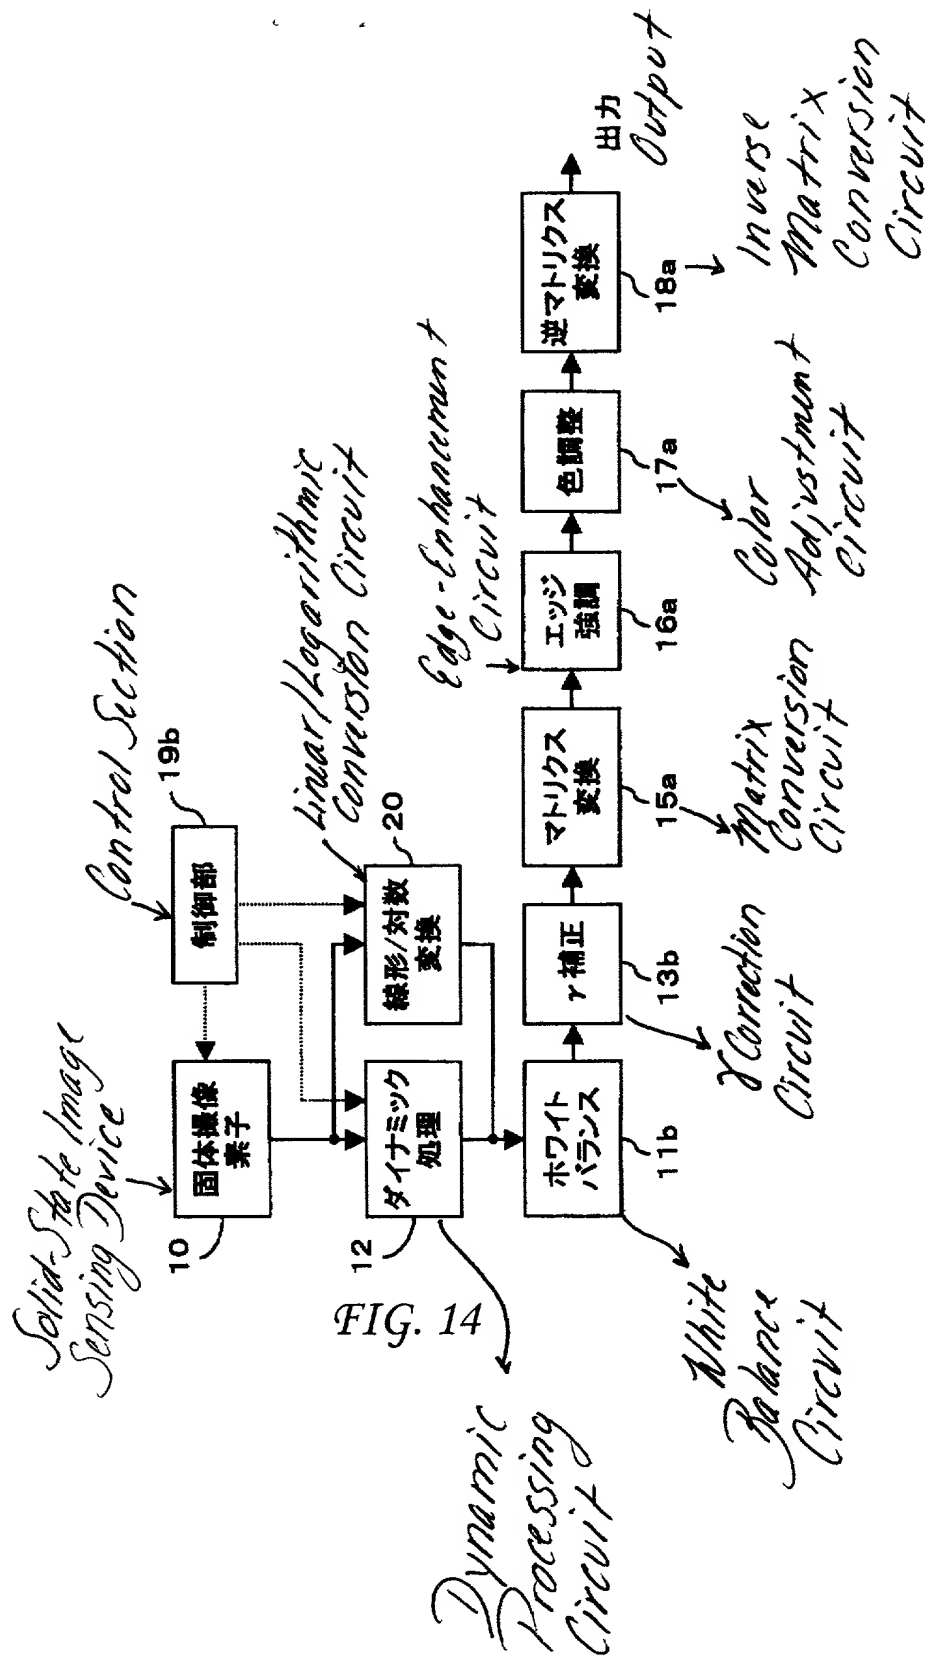 Solid-State Image
Sensing Device
固体撮像
素子
10
Control Section
制御部
19b
Linear/Logarithmic
Conversion Circuit
線形/対数
変換
20
ダイナミック
処理
12
FIG. 14
Dynamic
Processing
Circuit
ホワイト
バランス
11b
White
Balance
Circuit
γ補正
13b
γ Correction
Circuit
マトリクス
変換
15a
Matrix
Conversion
Circuit
Edge-Enhancement
Circuit
エッジ
強調
16a
色調整
17a
Color
Adjustment
Circuit
逆マトリクス
変換
18a
Inverse
Matrix
Conversion
Circuit
出力
Output